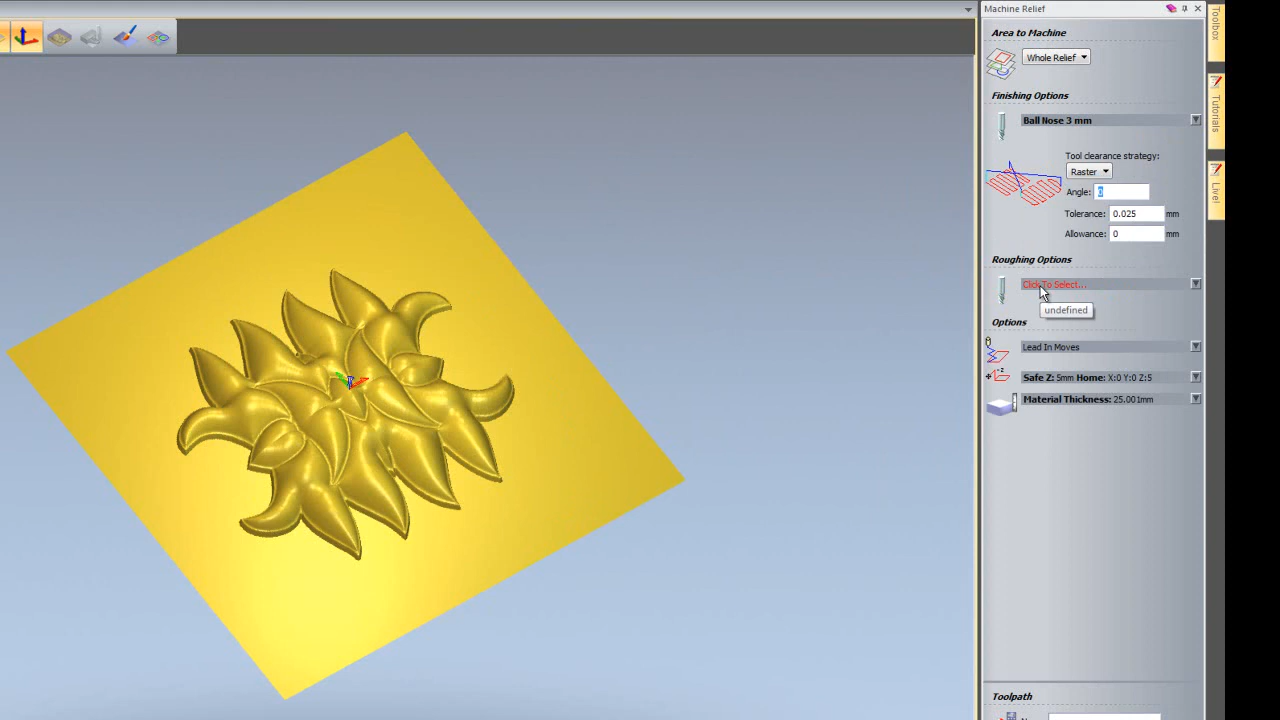 Machine Relief
Area to Machine
Whole Relief
Finishing Options
Ball Nose 3 mm
Tool clearance strategy:
Raster
Angle: 0
Tolerance: 0.025 mm
Allowance: 0 mm
Roughing Options
Click To Select...
undefined
Options
Lead In Moves
Safe Z: 5mm Home: X:0 Y:0 Z:5
Material Thickness: 25.001mm
Toolpath
Toolbox
Tutorials
Live!